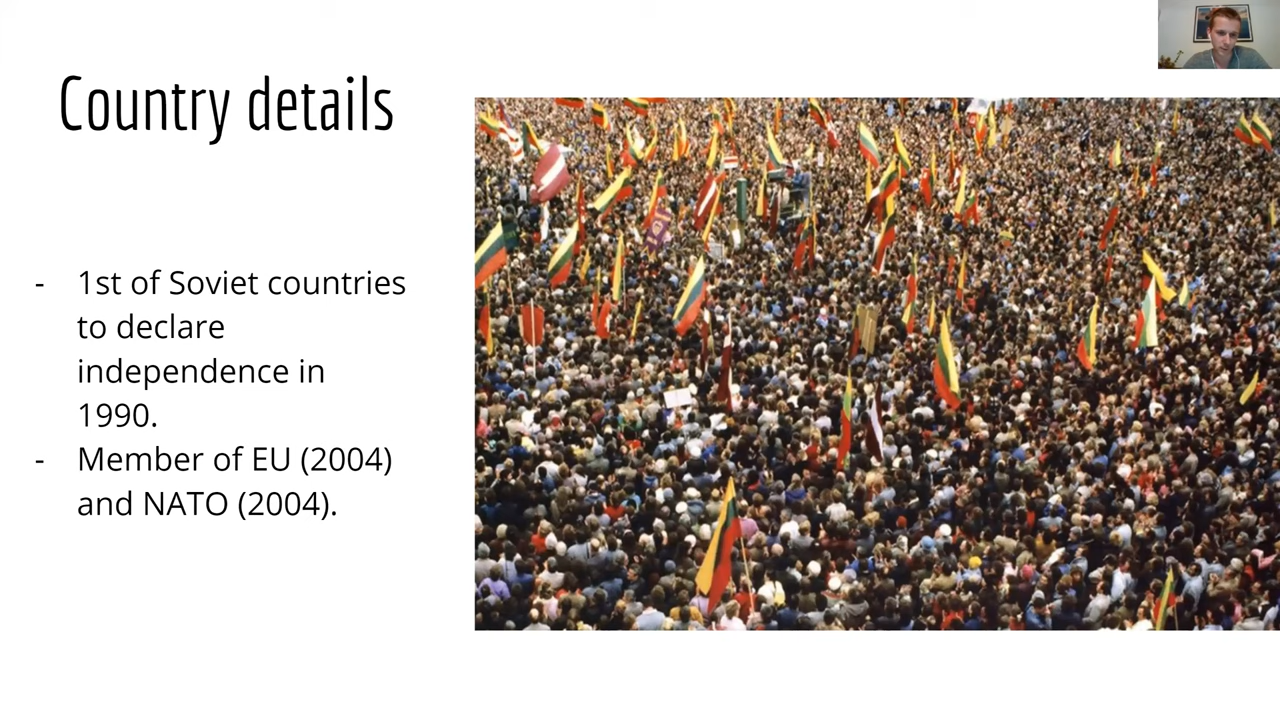 Country details
- 1st of Soviet countries
to declare
independence in
1990.
- Member of EU (2004)
and NATO (2004).